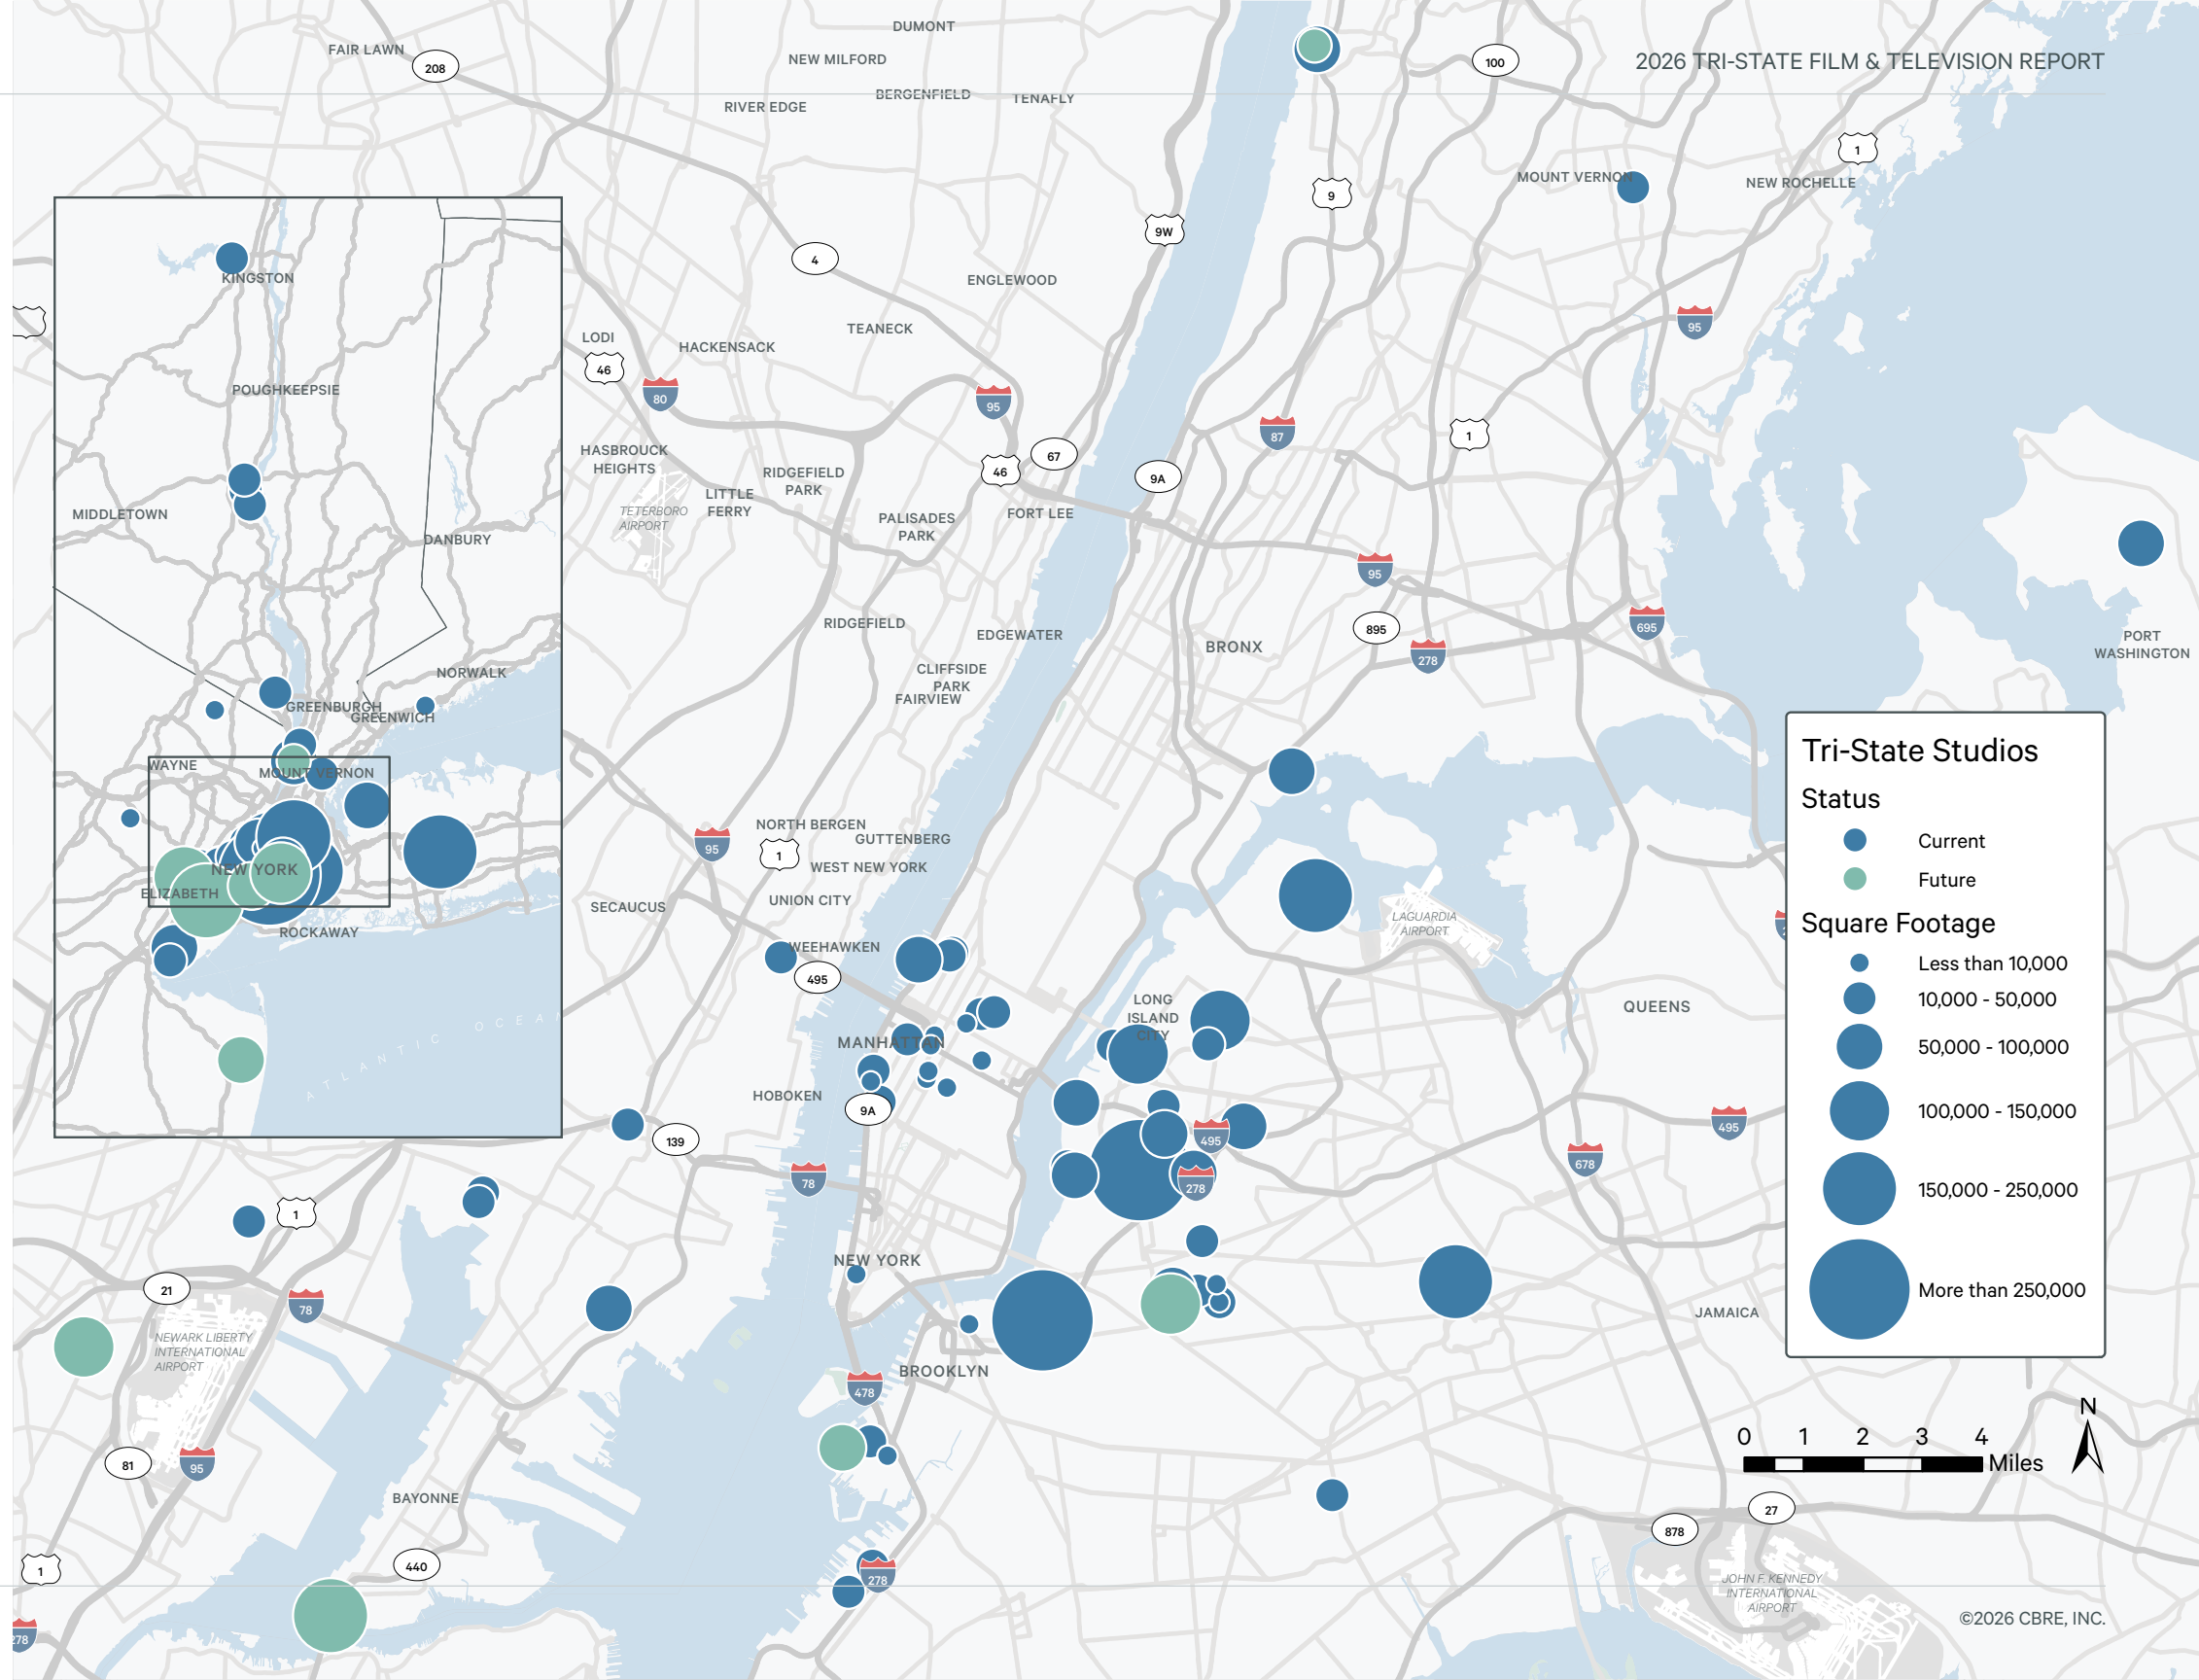 2026 TRI-STATE FILM & TELEVISION REPORT
DUMONT
FAIR LAWN
208
NEW MILFORD
100
BERGENFIELD
TENAFLY
RIVER EDGE
1
MOUNT VERNON
NEW ROCHELLE
9
9W
4
ENGLEWOOD
TEANECK
LODI
HACKENSACK
46
80
95
95
87
1
HASBROUCK
HEIGHTS
67
46
9A
RIDGEFIELD
PARK
LITTLE
FERRY
TETERBORO
AIRPORT
PALISADES
PARK
FORT LEE
95
RIDGEFIELD
EDGEWATER
895
695
BRONX
278
PORT
WASHINGTON
CLIFFSIDE
PARK
FAIRVIEW
KINGSTON
POUGHKEEPSIE
MIDDLETOWN
DANBURY
NORWALK
GREENBURGH
GREENWICH
WAYNE
MOUNT VERNON
NEW YORK
ELIZABETH
ROCKAWAY
ATLANTIC
OCEAN
NORTH BERGEN
GUTTENBERG
95
1
WEST NEW YORK
UNION CITY
SECAUCUS
WEEHAWKEN
495
LAGUARDIA
AIRPORT
LONG
ISLAND
CITY
QUEENS
MANHATTAN
HOBOKEN
9A
139
495
495
678
78
278
1
NEW YORK
21
78
NEWARK LIBERTY
INTERNATIONAL
AIRPORT
JAMAICA
BROOKLYN
478
81
95
BAYONNE
440
1
278
278
27
878
JOHN F. KENNEDY
INTERNATIONAL
AIRPORT
Tri-State Studios
Status
Current
Future
Square Footage
Less than 10,000
10,000 - 50,000
50,000 - 100,000
100,000 - 150,000
150,000 - 250,000
More than 250,000
0 1 2 3 4
Miles
N
©2026 CBRE, INC.